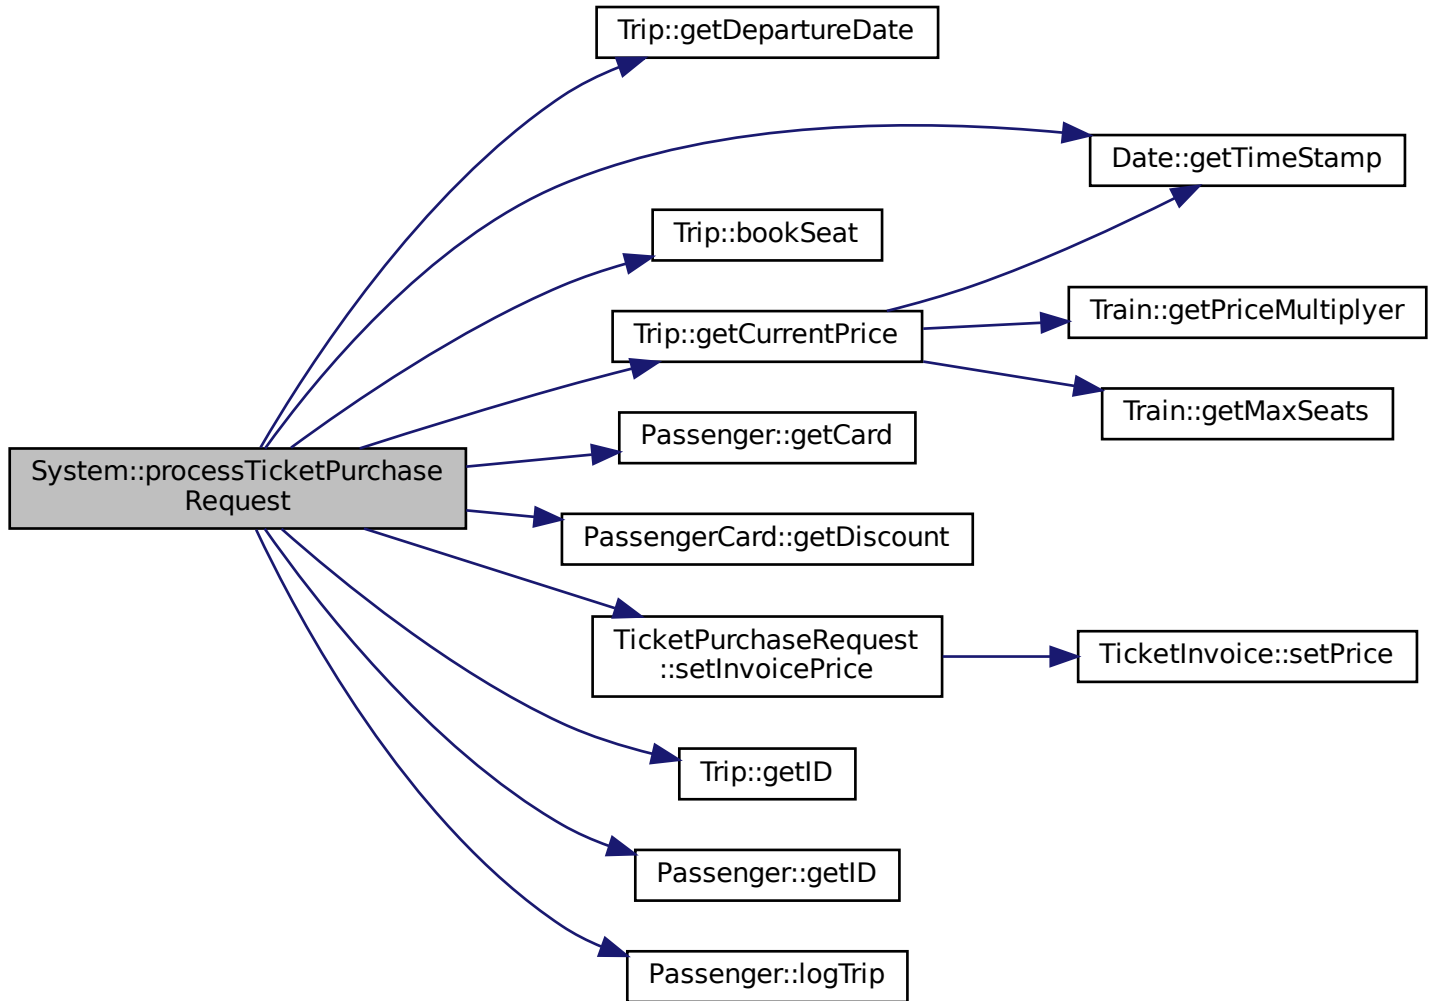 Trip::getDepartureDate
Date::getTimeStamp
Trip::bookSeat
Train::getPriceMultiplyer
Trip::getCurrentPrice
Train::getMaxSeats
Passenger::getCard
System::processTicketPurchase
Request
PassengerCard::getDiscount
TicketPurchaseRequest
::setInvoicePrice
TicketInvoice::setPrice
Trip::getID
Passenger::getID
Passenger::logTrip